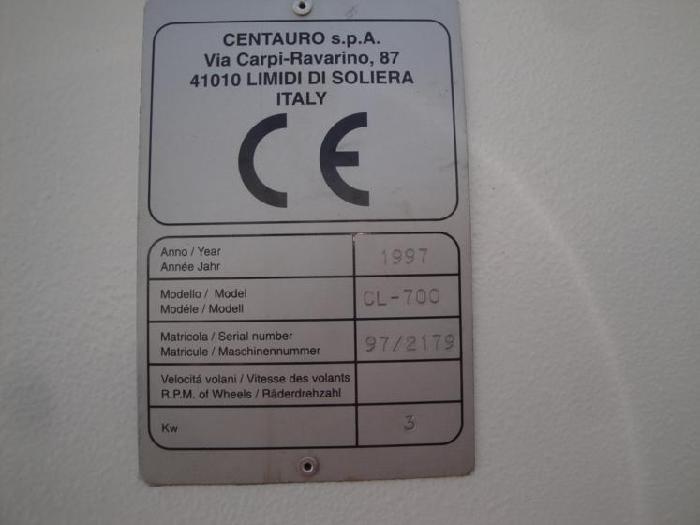 CENTAURO s.p.A.
Via Carpi-Ravarino, 87
41010 LIMIDI DI SOLIERA
ITALY
CE
Anno / Year
Année Jahr
1997
Modello / Model
Modéle / Modell
CL-700
Matricola / Serial number
Matricule / Maschinennummer
97/2179
Velocitá volani / Vitesse des volants
R.P.M. of Wheels / Räderdrehzahl
Kw
3